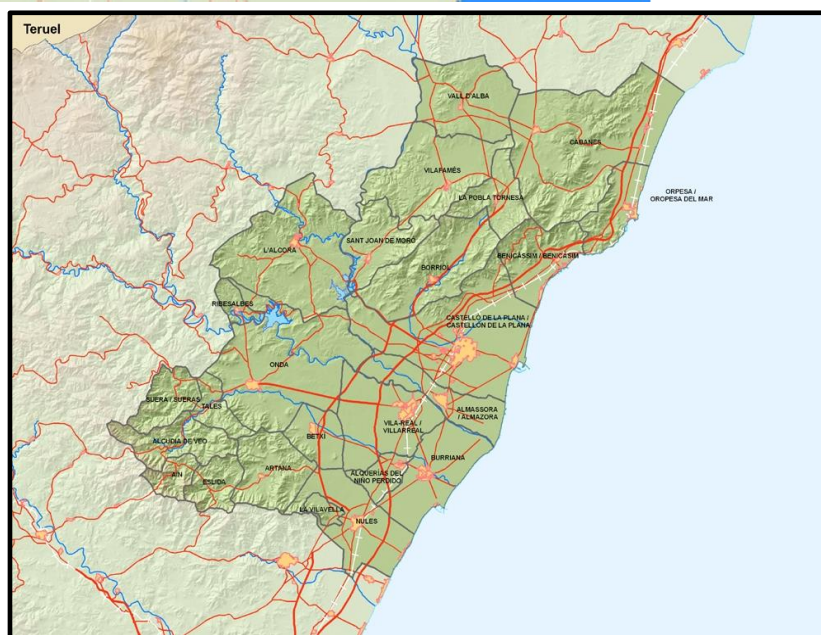 Teruel
VALL D'ALBA
CABANES
VILAFAMÉS
LA POBLA TORNESA
ORPESA /
OROPESA DEL MAR
SANT JOAN DE MORÓ
L'ALCORA
BENICÀSSIM / BENICASIM
BORRIOL
RIBESALBES
CASTELLÓ DE LA PLANA /
CASTELLÓN DE LA PLANA
ONDA
SUERA / SUERAS
TALES
ALMASSORA
/ ALMAZORA
VILA-REAL /
VILLARREAL
BETXÍ
ALCUDIA DE VEO
BURRIANA
ARTANA
AÍN
ALQUERÍAS DEL
NIÑO PERDIDO
ESLIDA
LA VILAVELLA
NULES